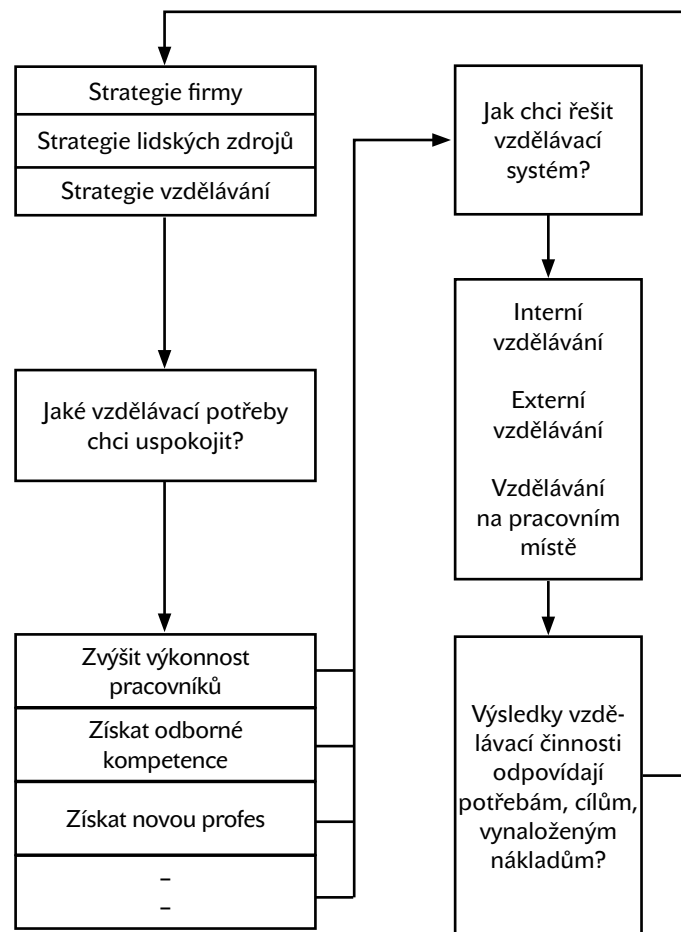 Strategie firmy
Strategie lidských zdrojů
Strategie vzdělávání
Jaké vzdělávací potřeby
chci uspokojit?
Zvýšit výkonnost
pracovníků
Získat odborné
kompetence
Získat novou profes
–
–
Jak chci řešit
vzdělávací
systém?
Interní
vzdělávání
Externí
vzdělávání
Vzdělávání
na pracovním
místě
Výsledky vzdě-
lávací činnosti
odpovídají
potřebám, cílům,
vynaloženým
nákladům?